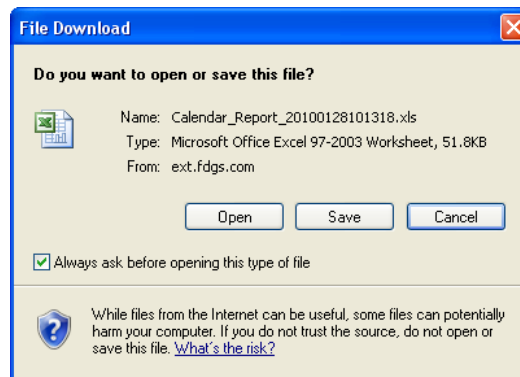 File Download
Do you want to open or save this file?
Name: Calendar_Report_20100128101318.xls
Type: Microsoft Office Excel 97-2003 Worksheet, 51.8KB
From: ext.fdgs.com
Open Save Cancel
Always ask before opening this type of file
While files from the Internet can be useful, some files can potentially
harm your computer. If you do not trust the source, do not open or
save this file. What's the risk?